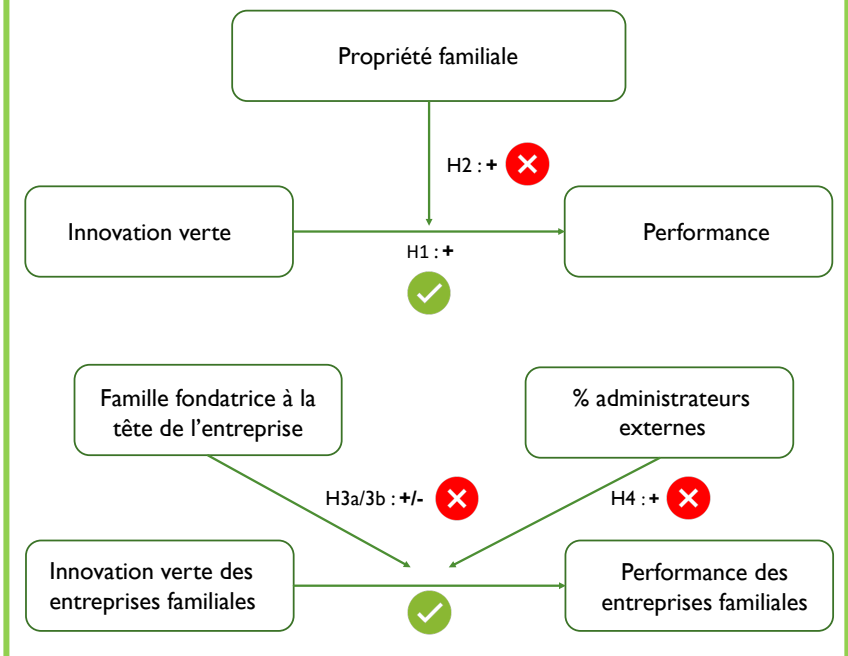 Propriété familiale
H2 : +
Innovation verte
Performance
H1 : +
Famille fondatrice à la
tête de l’entreprise
% administrateurs
externes
H3a/3b : +/-
H4 : +
Innovation verte des
entreprises familiales
Performance des
entreprises familiales